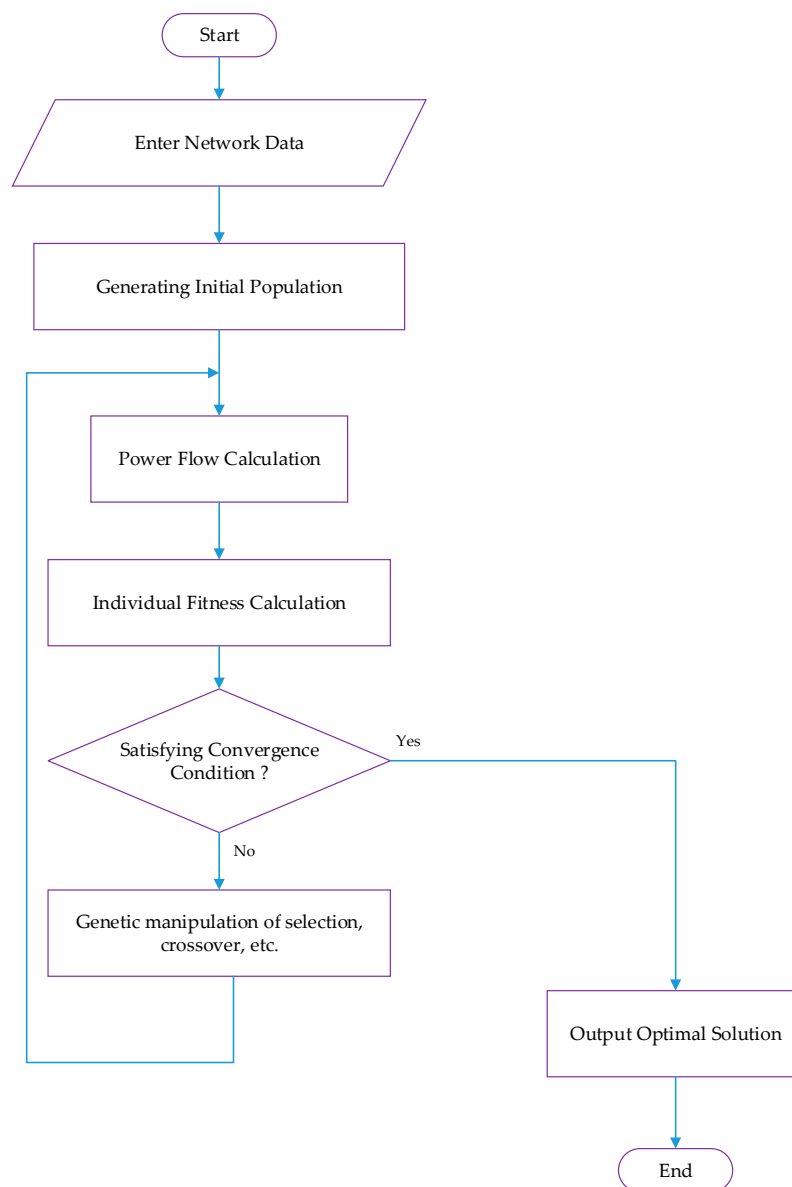 Start
Enter Network Data
Generating Initial Population
Power Flow Calculation
Individual Fitness Calculation
Satisfying Convergence
Condition ?
Yes
No
Genetic manipulation of selection,
crossover, etc.
Output Optimal Solution
End